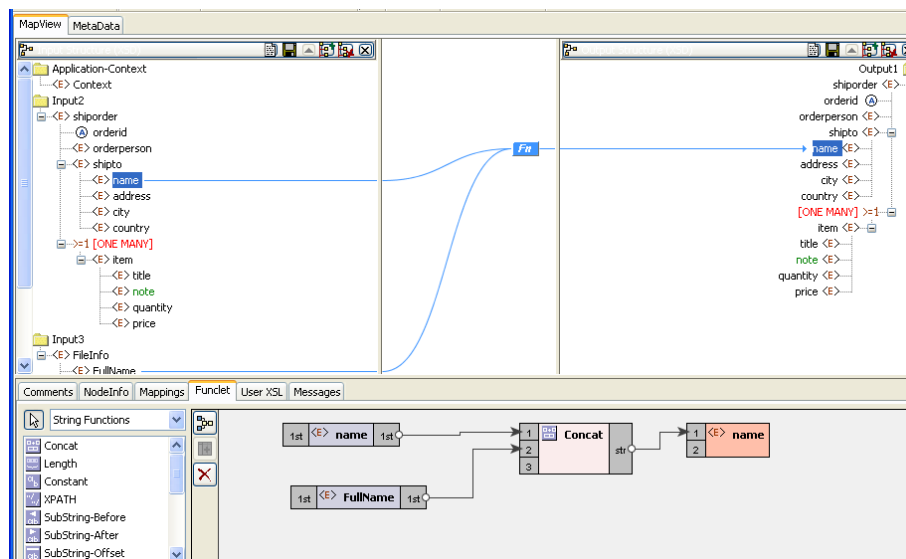 MapView MetaData
Application-Context
<E> Context
Input2
<E> shiporder
A orderid
<E> orderperson
<E> shipto
<E> name
<E> address
<E> city
<E> country
>=1 [ONE MANY]
<E> item
<E> title
<E> note
<E> quantity
<E> price
Input3
<E> FileInfo
<E> FullName
Fn
Output1
shiporder <E>
orderid A
orderperson <E>
shipto <E>
name <E>
address <E>
city <E>
country <E>
[ONE MANY] >=1
item <E>
title <E>
note <E>
quantity <E>
price <E>
Comments NodeInfo Mappings Funclet User XSL Messages
String Functions
Concat
Length
Constant
XPATH
SubString-Before
SubString-After
SubString-Offset
1st <E> name 1st
1st <E> FullName 1st
1 Concat
2 str
3
1 <E> name
2